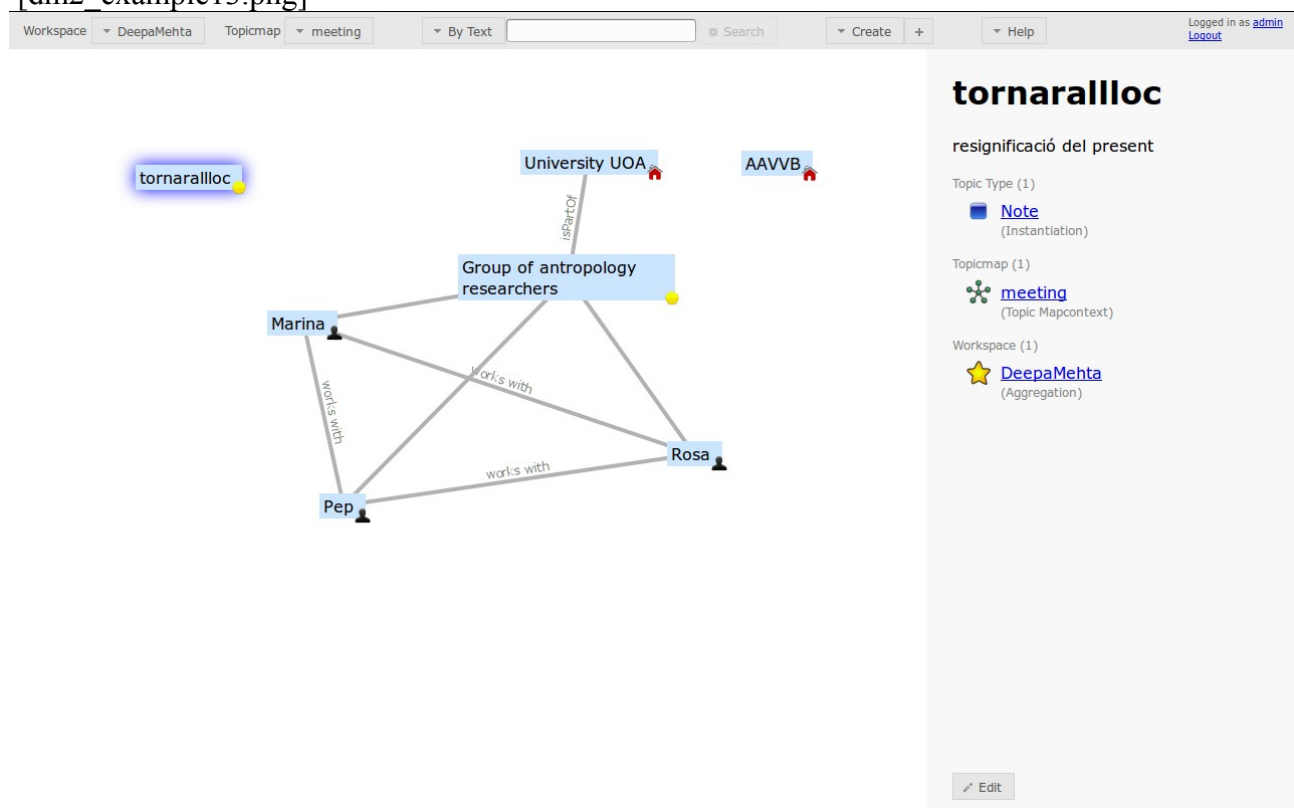 [dm2_example13.png]
Workspace DeepaMehta Topicmap meeting By Text Search Create + Help Logged in as admin
Logout
tornarallloc
resignificació del present
Topic Type (1)
Note
(Instantiation)
Topicmap (1)
meeting
(Topic Mapcontext)
Workspace (1)
DeepaMehta
(Aggregation)
Edit
tornarallloc
University UOA
AAVVB
isPartOf
Group of antropology
researchers
Marina
works with
works with
Rosa
works with
Pep